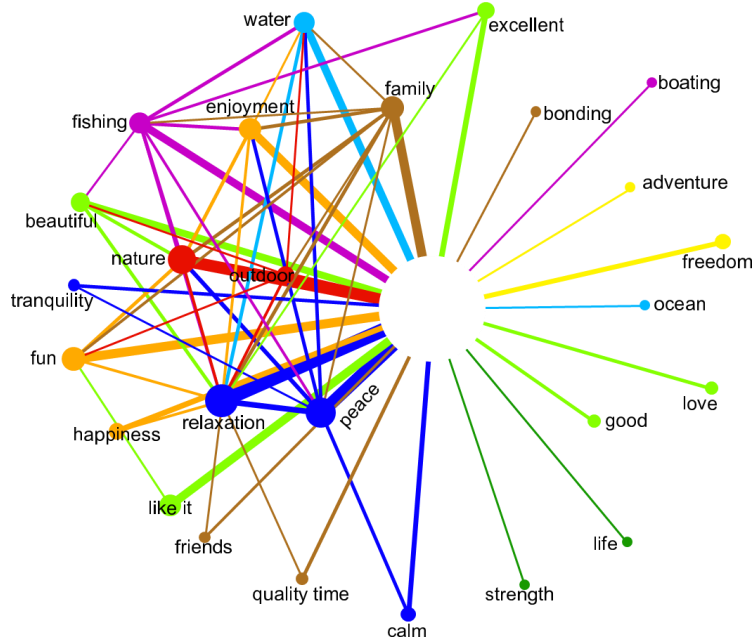 water
excellent
family
boating
enjoyment
bonding
fishing
adventure
beautiful
nature
freedom
outdoor
tranquility
ocean
fun
love
peace
good
relaxation
happiness
like it
friends
life
quality time
strength
calm